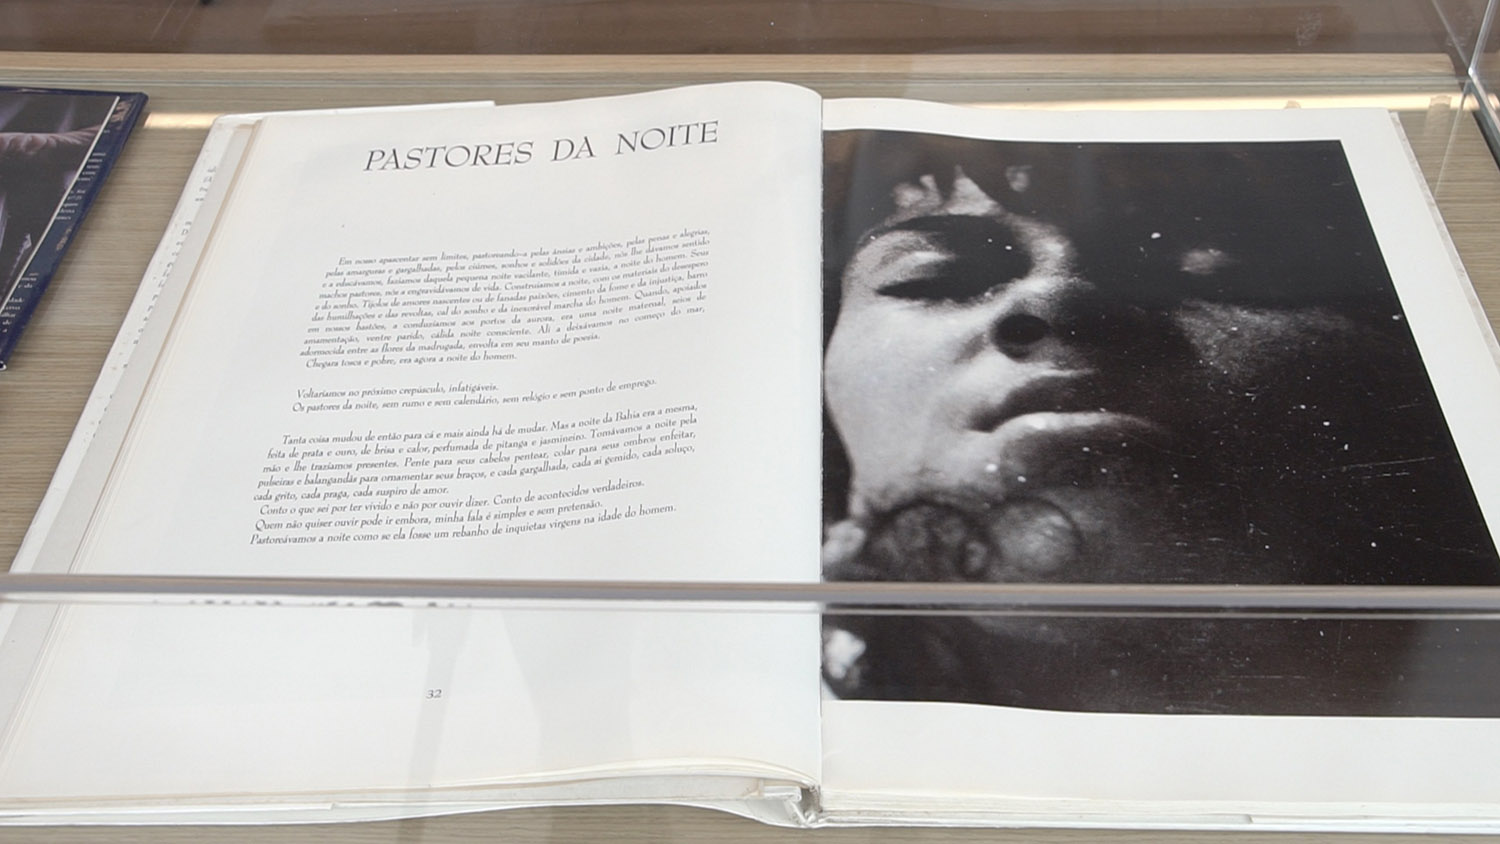 PASTORES DA NOITE
Em nosso apascentar sem limites, pastoreando-a pelas ânsias e ambições, pelas penas e alegrias,
pelas amarguras e gargalhadas, pelos ciúmes, sonhos e solidões da cidade, nós lhe dávamos sentido
e a educávamos, fazíamos daquela pequena noite vacilante, tímida e vazia, a noite do homem. Seus
machos pastores, nós a engravidávamos de vida. Construíamos a noite, com os materiais do desespero
e do sonho. Tijolos de amores nascentes ou de fanadas paixões, cimento da fome e da injustiça, barro
das humilhações e das revoltas, cal do sonho e da inexorável marcha do homem. Quando, apoiados
em nossos bastões, a conduzíamos aos portos da aurora, era uma noite maternal, seios de
amamentação, ventre parido, cálida noite consciente. Ali a deixávamos no começo do mar,
adormecida entre as flores da madrugada, envolta em seu manto de poesia.
Chegara tosca e pobre, era agora a noite do homem.
Voltaríamos no próximo crepúsculo, infatigáveis.
Os pastores da noite, sem rumo e sem calendário, sem relógio e sem ponto de emprego.
Tanta coisa mudou de então para cá e mais ainda há de mudar. Mas a noite da Bahia era a mesma,
feita de prata e ouro, de brisa e calor, perfumada de pitanga e jasmineiro. Tomávamos a noite pela
mão e lhe trazíamos presentes. Pente para seus cabelos pentear, colar para seus ombros enfeitar,
pulseiras e balangandãs para ornamentar seus braços, e cada gargalhada, cada ai gemido, cada soluço,
cada grito, cada praga, cada suspiro de amor.
Conto o que sei por ter vivido e não por ouvir dizer. Conto de acontecidos verdadeiros.
Quem não quiser ouvir pode ir embora, minha fala é simples e sem pretensão.
Pastoreávamos a noite como se ela fosse um rebanho de inquietas virgens na idade do homem.
32